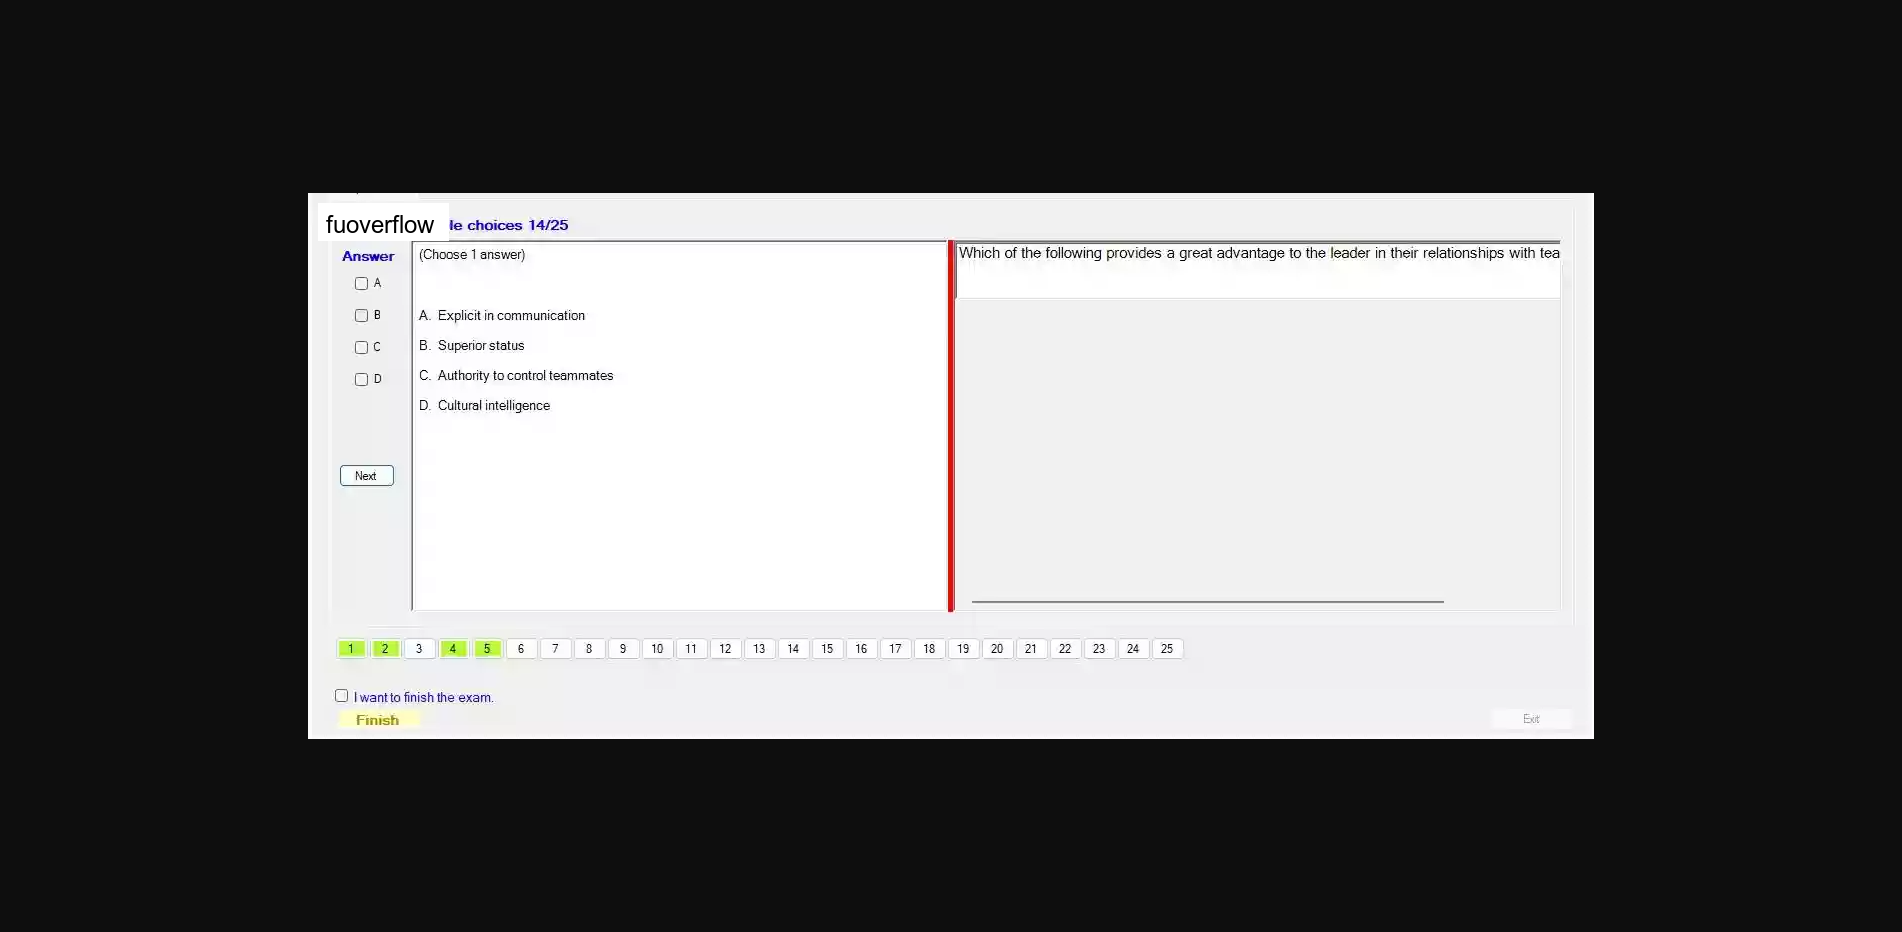 fuoverflow
le choices 14/25
Answer
A
B
C
D
Next
(Choose 1 answer)
A. Explicit in communication
B. Superior status
C. Authority to control teammates
D. Cultural intelligence
Which of the following provides a great advantage to the leader in their relationships with tea
1 2 3 4 5 6 7 8 9 10 11 12 13 14 15 16 17 18 19 20 21 22 23 24 25
I want to finish the exam.
Finish
Exit